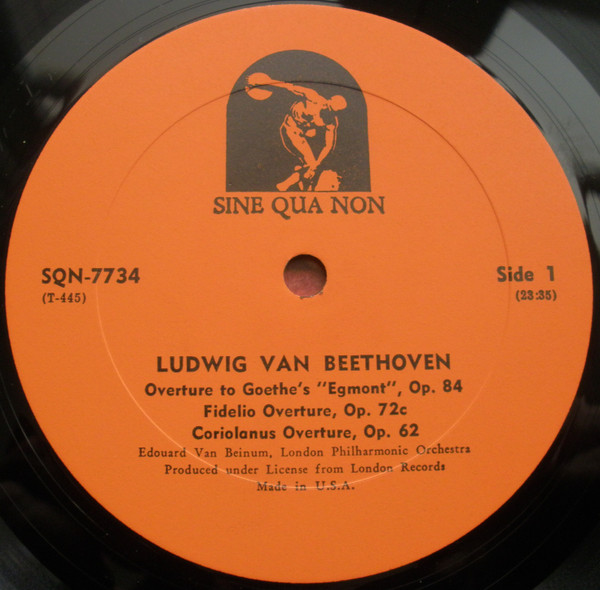 SINE QUA NON
SQN-7734
(T-445)
Side 1
(23:35)
LUDWIG VAN BEETHOVEN
Overture to Goethe's "Egmont", Op. 84
Fidelio Overture, Op. 72c
Coriolanus Overture, Op. 62
Edouard Van Beinum, London Philharmonic Orchestra
Produced under License from London Records
Made in U.S.A.